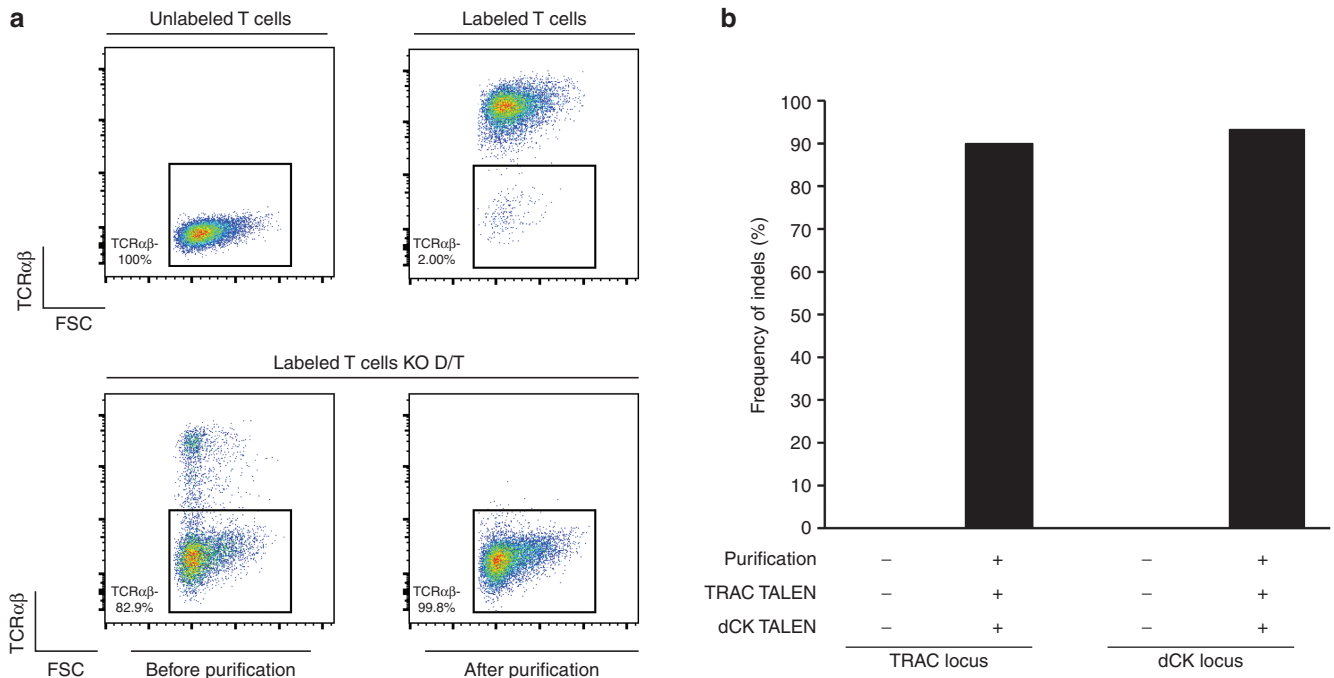 a
Unlabeled T cells
Labeled T cells
TCRαβ-
100%
TCRαβ-
2.00%
TCRαβ
FSC
Labeled T cells KO D/T
TCRαβ-
82.9%
TCRαβ-
99.8%
TCRαβ
FSC
Before purification
After purification
b
Frequency of indels (%)
100
90
80
70
60
50
40
30
20
10
0
Purification – + – +
TRAC TALEN – + – +
dCK TALEN – + – +
TRAC locus
dCK locus